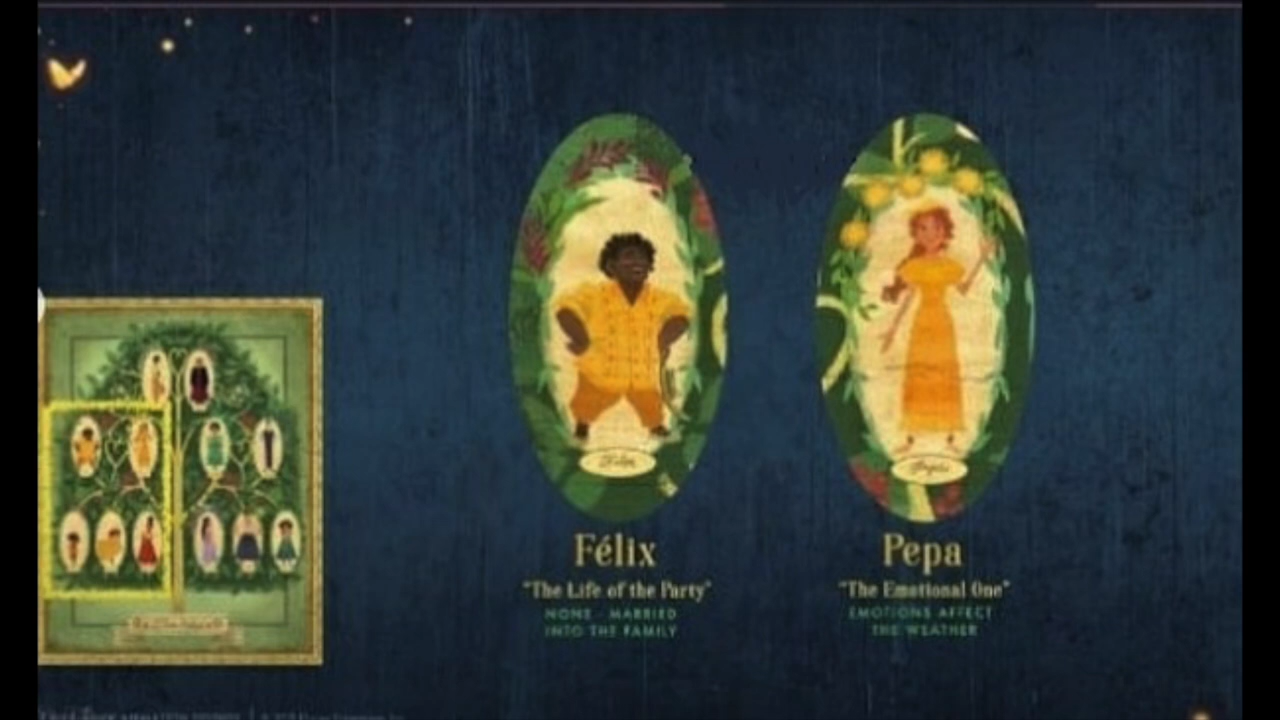 Félix
"The Life of the Party"
NONE - MARRIED
INTO THE FAMILY
Pepa
"The Emotional One"
EMOTIONS AFFECT
THE WEATHER